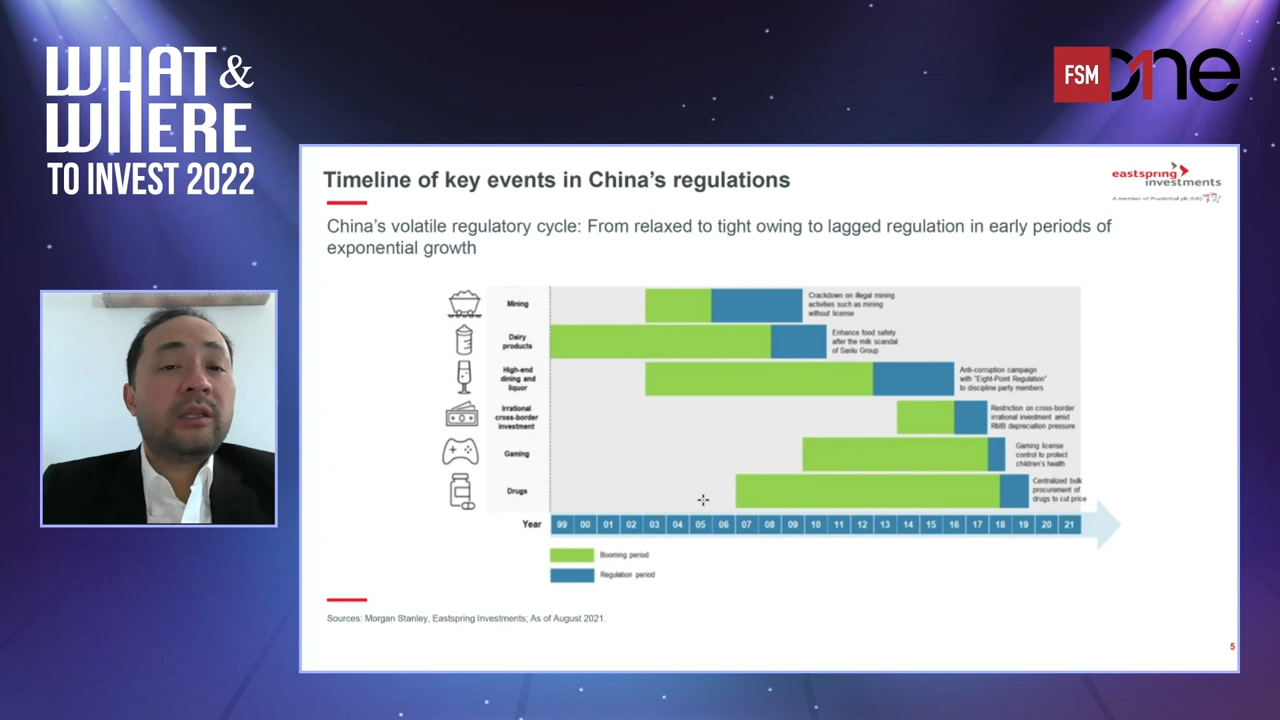 WHAT &
WHERE
TO INVEST 2022
FSM
One
Timeline of key events in China's regulations
eastspring
investments
A member of Prudential plc (UK)
China's volatile regulatory cycle: From relaxed to tight owing to lagged regulation in early periods of
exponential growth
Mining
Crackdown on illegal mining
activities such as mining
without license
Dairy
products
Enhance food safety
after the milk scandal
of Sanlu Group
High-end
dining and
liquor
Anti-corruption campaign
with "Eight-Point Regulation"
to discipline party members
Irrational
cross-border
investment
Restriction on cross-border
irrational investment amid
RMB depreciation pressure
Gaming
Gaming license
control to protect
children's health
Drugs
Centralized bulk
procurement of
drugs to cut price
Year 99 00 01 02 03 04 05 06 07 08 09 10 11 12 13 14 15 16 17 18 19 20 21
Booming period
Regulation period
Sources: Morgan Stanley, Eastspring Investments; As of August 2021.
5